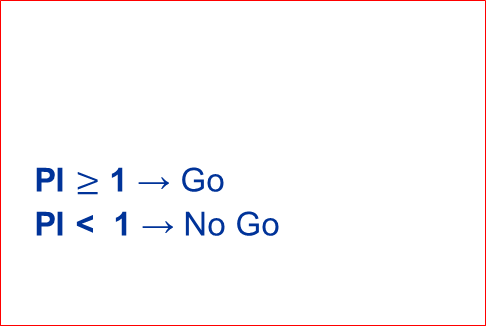 PI ≥ 1 → Go
PI < 1 → No Go